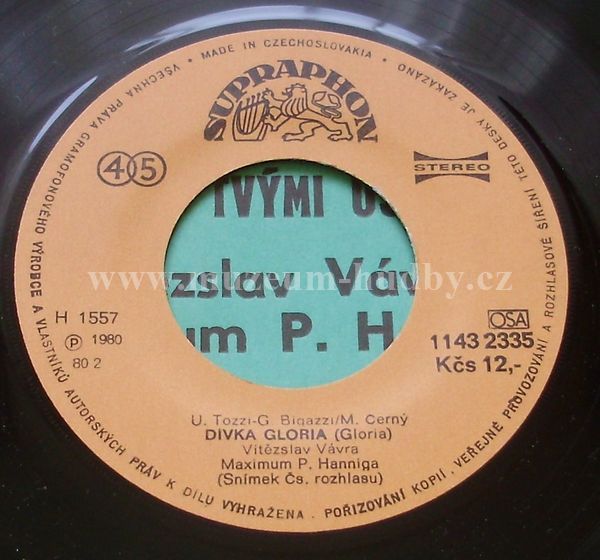 VŠECHNA PRÁVA GRAMOFONOVÉHO VÝROBCE A VLASTNÍKŮ AUTORSKÝCH PRÁV K DÍLU VYHRAŽENA. POŘIZOVÁNÍ KOPIÍ, VEŘEJNÉ PROVOZOVÁNÍ A ROZHLASOVÉ ŠÍŘENÍ TÉTO DESKY JE ZAKÁZÁNO
• MADE IN CZECHOSLOVAKIA •
SUPRAPHON
45
STEREO
TVÝMI
zslav Váv
um P. H
www.muzeum-hudby.cz
H 1557
Ⓟ 1980
80 2
OSA
1143 2335
Kčs 12,-
U. Tozzi-G. Bigazzi/M. Černý
DÍVKA GLORIA (Gloria)
Vítězslav Vávra
Maximum P. Hanniga
(Snímek Čs. rozhlasu)